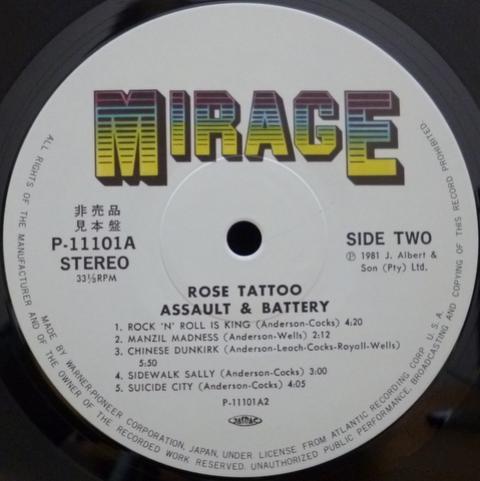 MIRAGE
非売品
見本盤
P-11101A
STEREO
33⅓RPM
SIDE TWO
Ⓟ 1981 J. Albert &
Son (Pty) Ltd.
ROSE TATTOO
ASSAULT & BATTERY
1. ROCK 'N' ROLL IS KING (Anderson-Cocks) 4:20
2. MANZIL MADNESS (Anderson-Wells) 2:12
3. CHINESE DUNKIRK (Anderson-Leach-Cocks-Royall-Wells)
5:50
4. SIDEWALK SALLY (Anderson-Cocks) 3:00
5. SUICIDE CITY (Anderson-Cocks) 4:05
P-11101A2
JASRAC
MADE BY WARNER-PIONEER CORPORATION, JAPAN, UNDER LICENSE FROM ATLANTIC RECORDING CORP. U.S.A.
ALL RIGHTS OF THE MANUFACTURER AND OF THE OWNER OF THE RECORDED WORK RESERVED. UNAUTHORIZED PUBLIC PERFORMANCE, BROADCASTING AND COPYING OF THIS RECORD PROHIBITED.